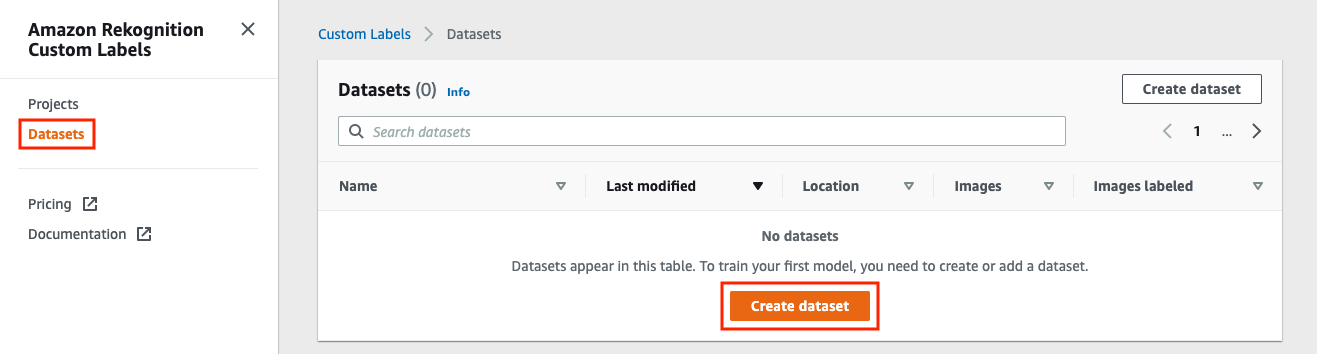 Amazon Rekognition
Custom Labels
Projects
Datasets
Pricing
Documentation
Custom Labels > Datasets
Datasets (0) Info
Create dataset
Search datasets
1 ...
Name Last modified Location Images Images labeled
No datasets
Datasets appear in this table. To train your first model, you need to create or add a dataset.
Create dataset